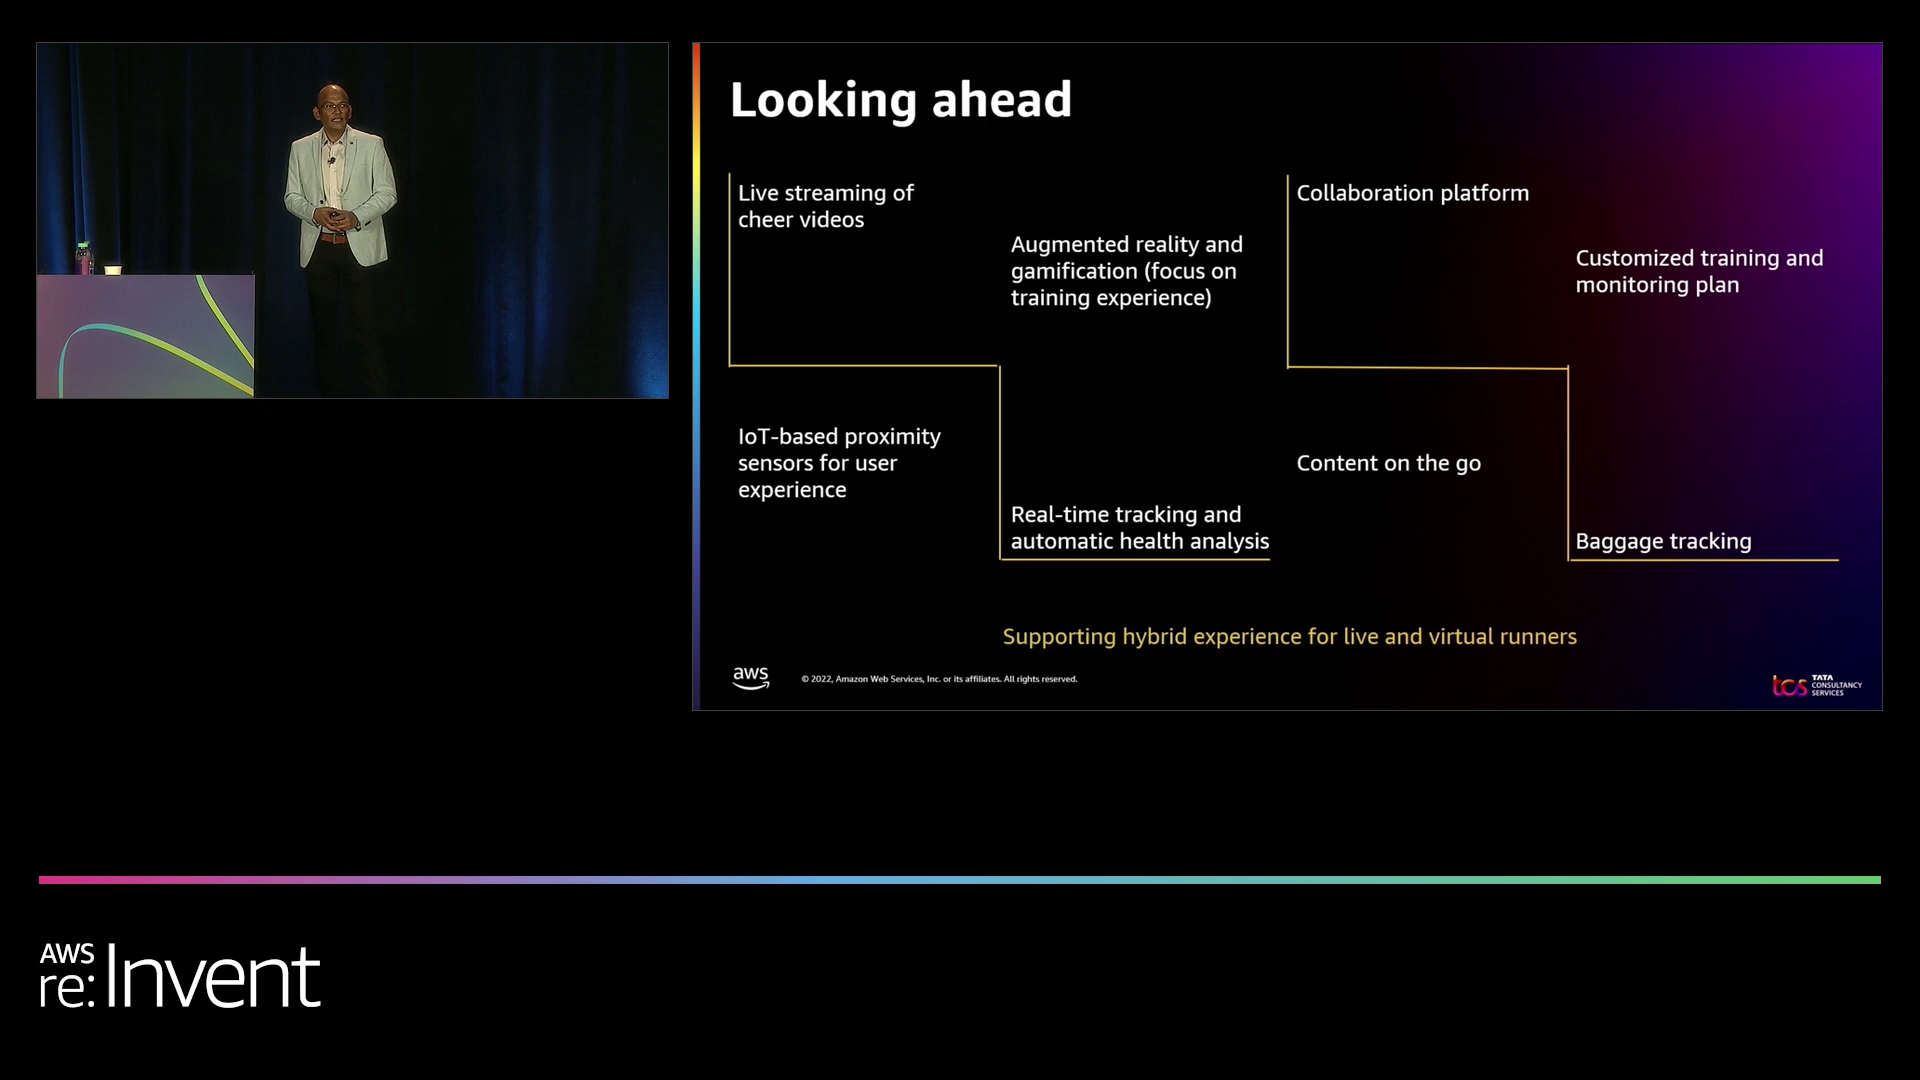 Looking ahead
Live streaming of
cheer videos
Augmented reality and
gamification (focus on
training experience)
Collaboration platform
Customized training and
monitoring plan
IoT-based proximity
sensors for user
experience
Real-time tracking and
automatic health analysis
Content on the go
Baggage tracking
Supporting hybrid experience for live and virtual runners
aws
© 2022, Amazon Web Services, Inc. or its affiliates. All rights reserved.
tcs
TATA
CONSULTANCY
SERVICES
AWS
re:Invent